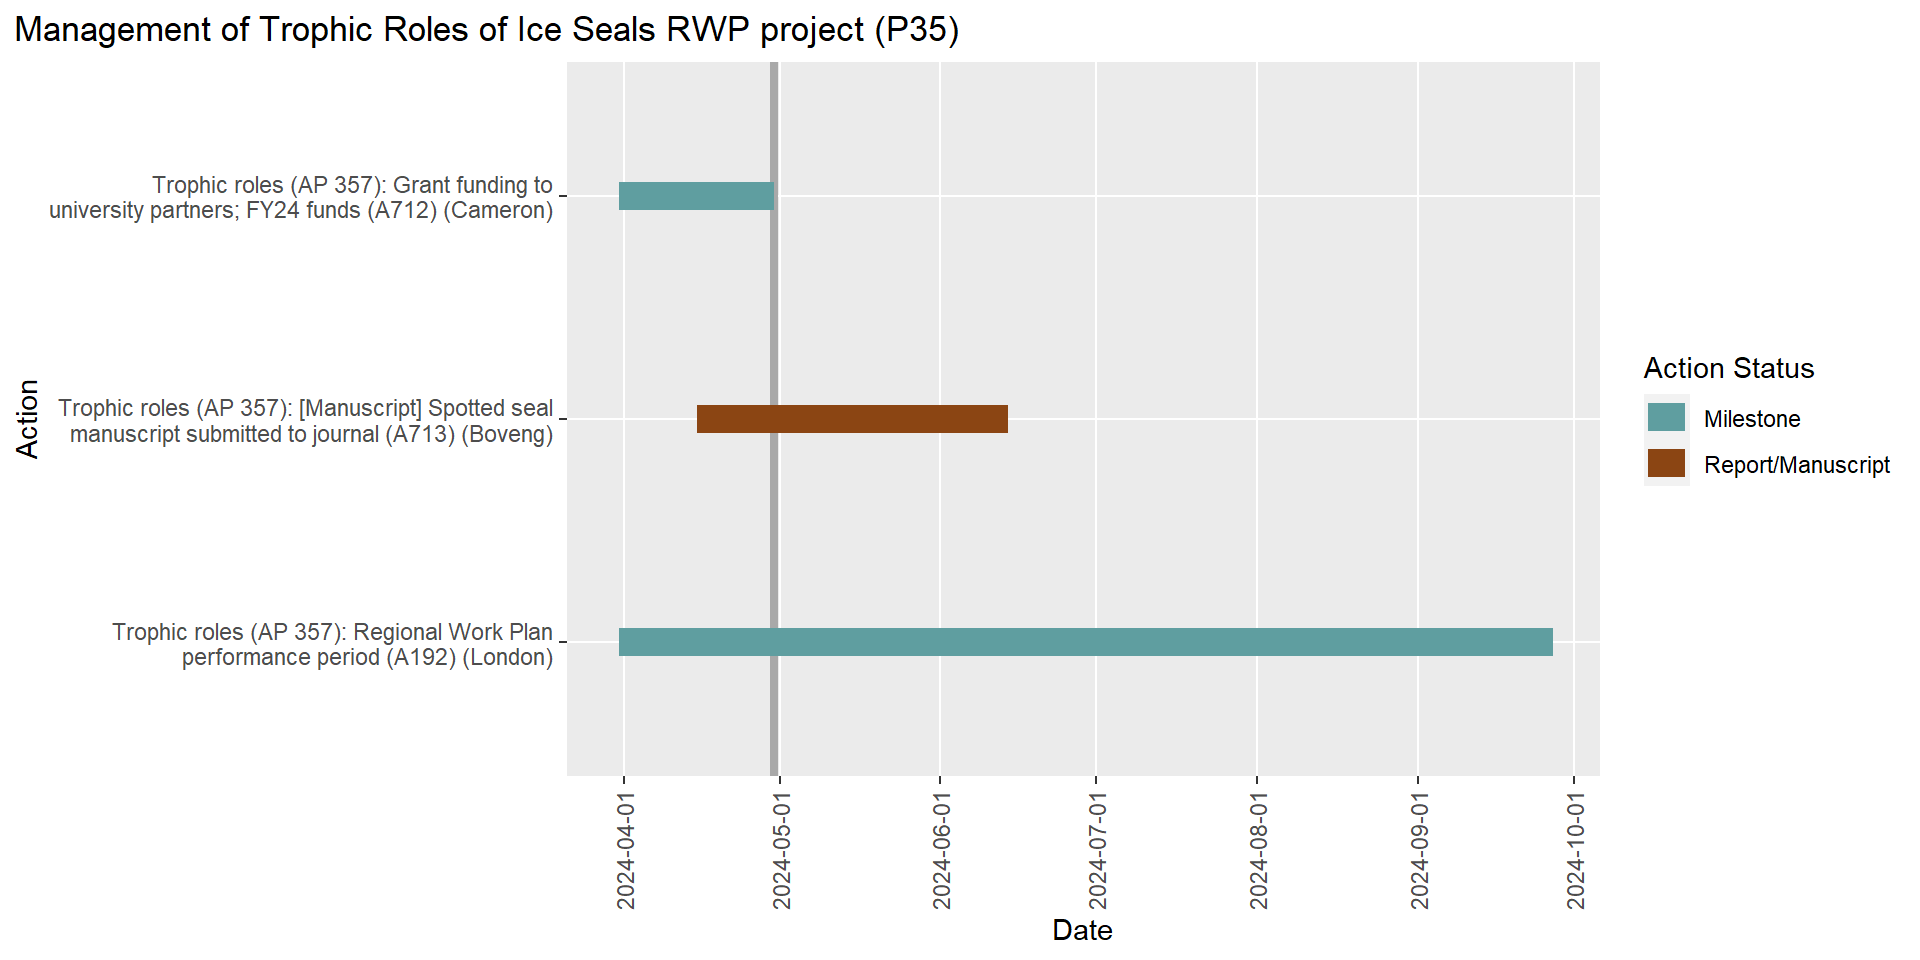 Management of Trophic Roles of Ice Seals RWP project (P35)
Action
Trophic roles (AP 357): Grant funding to
university partners; FY24 funds (A712) (Cameron)
Trophic roles (AP 357): [Manuscript] Spotted seal
manuscript submitted to journal (A713) (Boveng)
Trophic roles (AP 357): Regional Work Plan
performance period (A192) (London)
2024-04-01
2024-05-01
2024-06-01
2024-07-01
2024-08-01
2024-09-01
2024-10-01
Date
Action Status
Milestone
Report/Manuscript